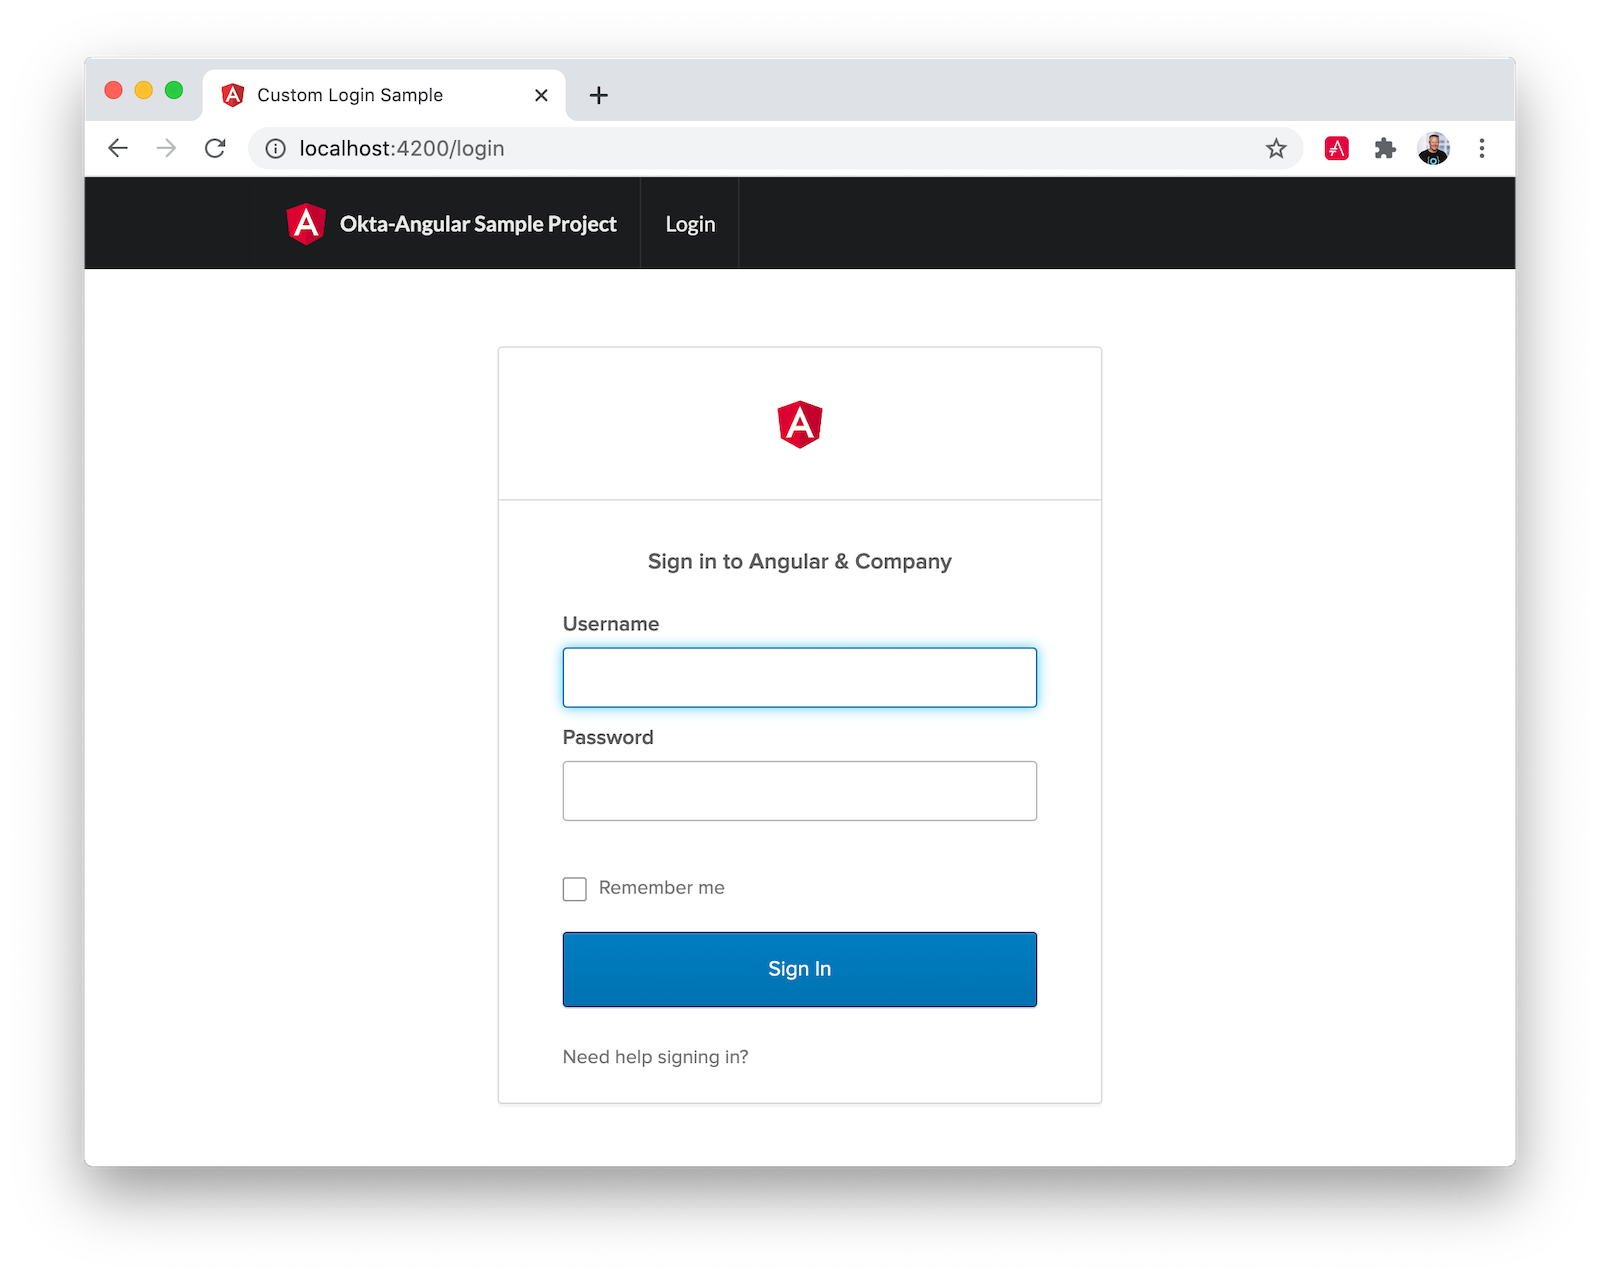 Custom Login Sample
localhost:4200/login
Okta-Angular Sample Project
Login
Sign in to Angular & Company
Username
Password
Remember me
Sign In
Need help signing in?